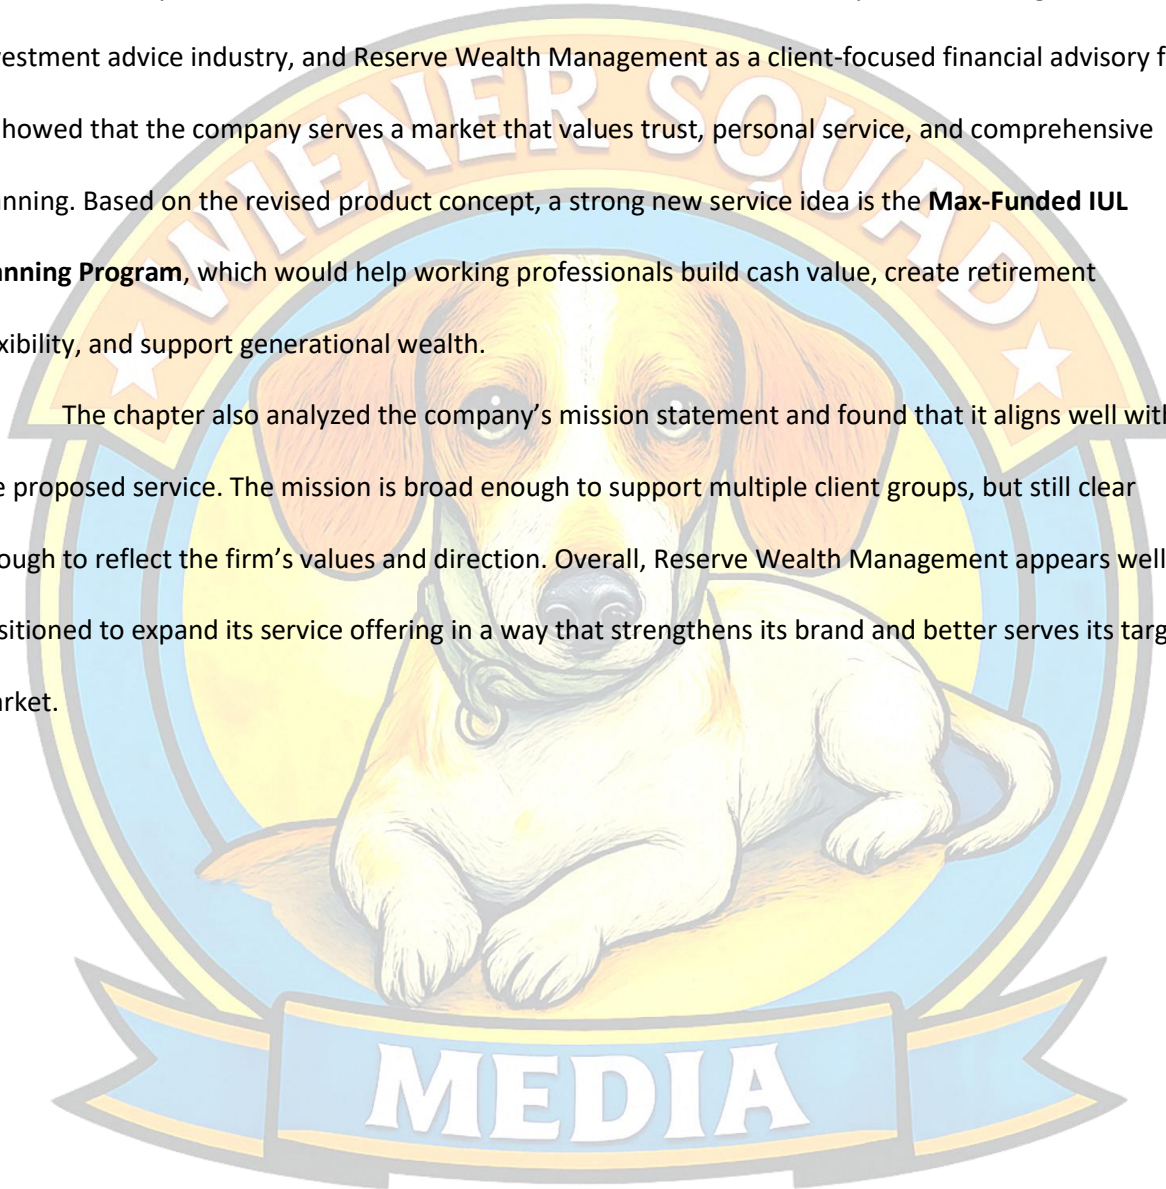 vestment advice industry, and Reserve Wealth Management as a client-focused financial advisory f
howed that the company serves a market that values trust, personal service, and comprehensive
anning. Based on the revised product concept, a strong new service idea is the Max-Funded IUL
anning Program, which would help working professionals build cash value, create retirement
xibility, and support generational wealth.
The chapter also analyzed the company's mission statement and found that it aligns well with
e proposed service. The mission is broad enough to support multiple client groups, but still clear
ough to reflect the firm's values and direction. Overall, Reserve Wealth Management appears well
sitioned to expand its service offering in a way that strengthens its brand and better serves its targ
arket.
WIENER SQUAD
MEDIA